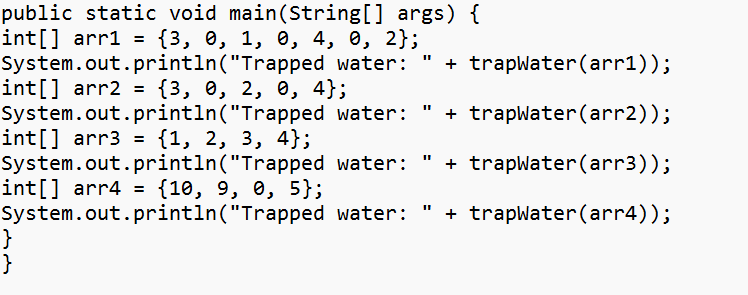 public static void main(String[] args) {
int[] arr1 = {3, 0, 1, 0, 4, 0, 2};
System.out.println("Trapped water: " + trapWater(arr1));
int[] arr2 = {3, 0, 2, 0, 4};
System.out.println("Trapped water: " + trapWater(arr2));
int[] arr3 = {1, 2, 3, 4};
System.out.println("Trapped water: " + trapWater(arr3));
int[] arr4 = {10, 9, 0, 5};
System.out.println("Trapped water: " + trapWater(arr4));
}
}